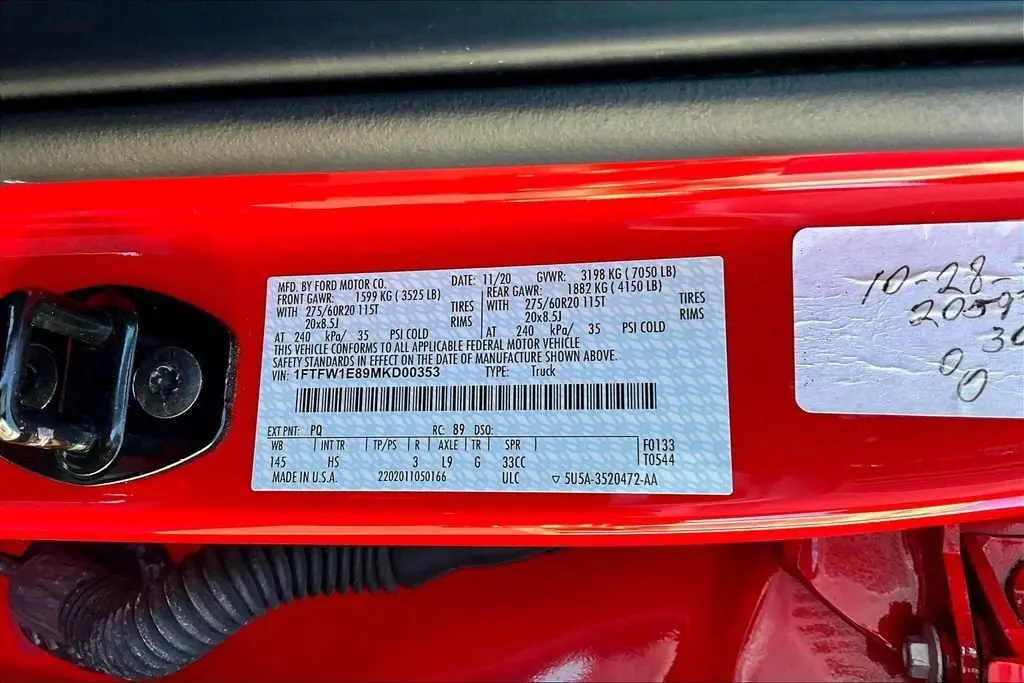 MFD. BY FORD MOTOR CO. DATE: 11/20 GVWR: 3198 KG ( 7050 LB)
FRONT GAWR: 1599 KG ( 3525 LB) REAR GAWR: 1882 KG ( 4150 LB)
WITH 275/60R20 115T TIRES WITH 275/60R20 115T TIRES
20x8.5J RIMS 20x8.5J RIMS
AT 240 kPa/ 35 PSI COLD AT 240 kPa/ 35 PSI COLD
THIS VEHICLE CONFORMS TO ALL APPLICABLE FEDERAL MOTOR VEHICLE
SAFETY STANDARDS IN EFFECT ON THE DATE OF MANUFACTURE SHOWN ABOVE.
VIN: 1FTFW1E89MKD00353 TYPE: Truck
EXT PNT: PQ RC: 89 DSO:
WB INT TR TP/PS R AXLE TR SPR F0133
145 HS 3 L9 G 33CC T0544
MADE IN U.S.A. 2202011050166 ULC ▽ 5U5A-3520472-AA
10-28-